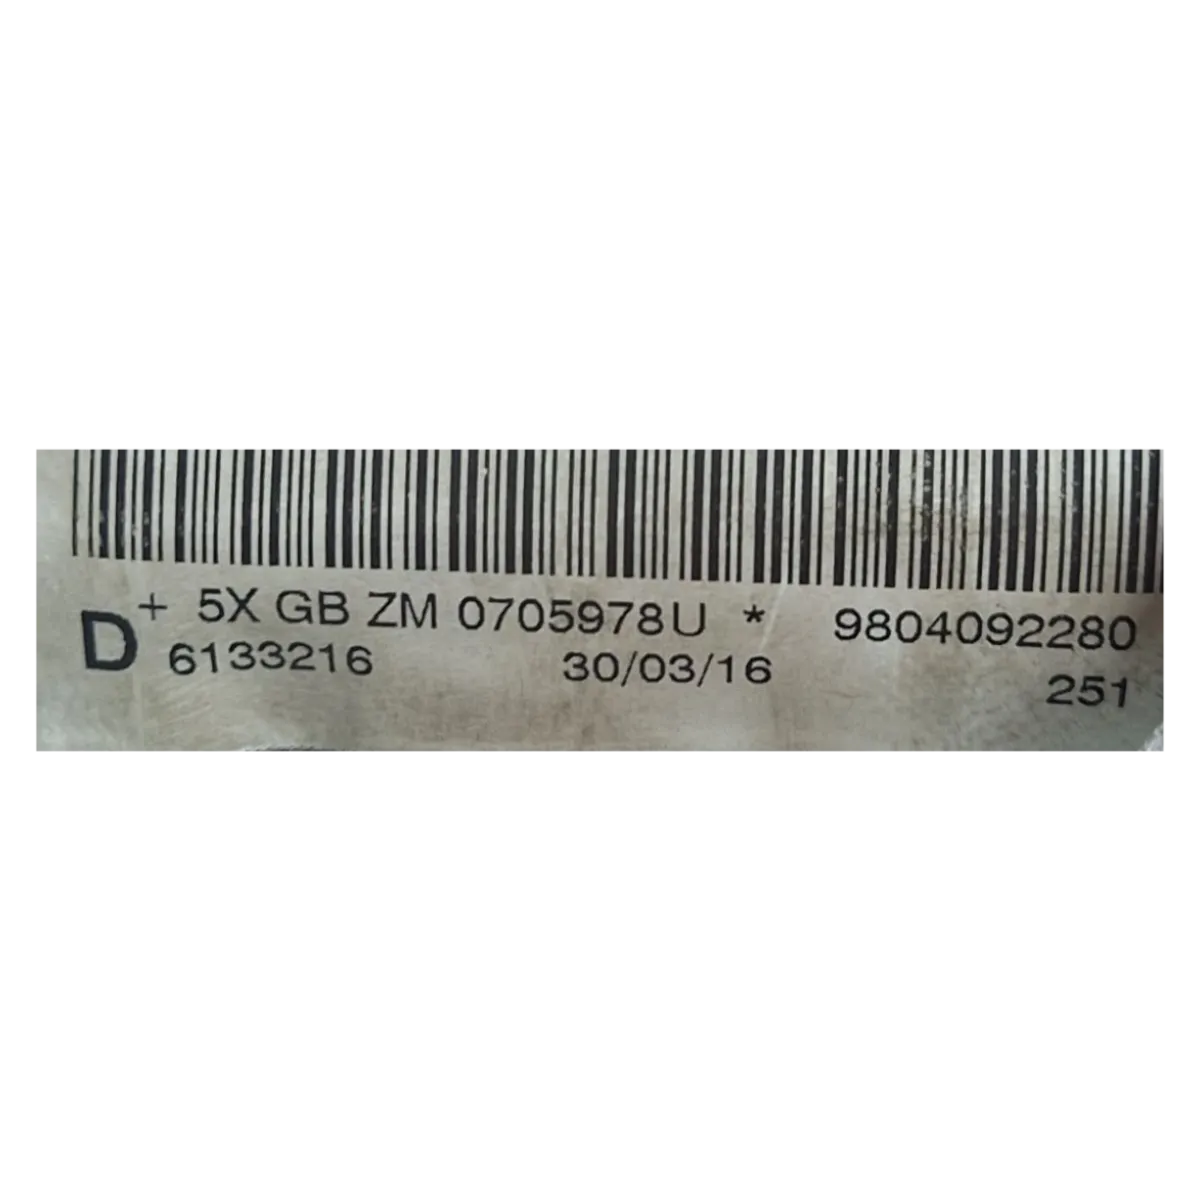 D + 5X GB ZM 0705978U * 9804092280
6133216 30/03/16 251